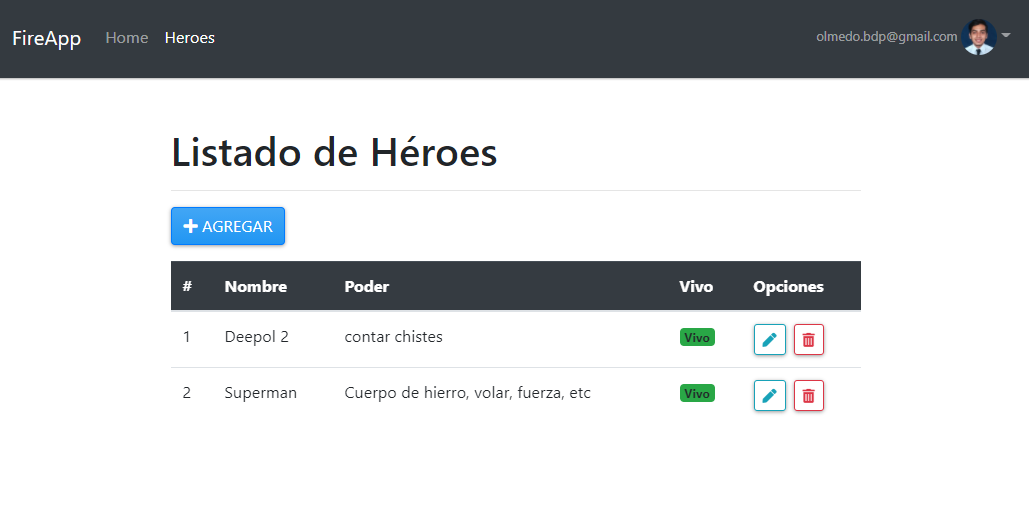 FireApp Home Heroes olmedo.bdp@gmail.com
Listado de Héroes
AGREGAR
# Nombre Poder Vivo Opciones
1 Deepol 2 contar chistes Vivo
2 Superman Cuerpo de hierro, volar, fuerza, etc Vivo